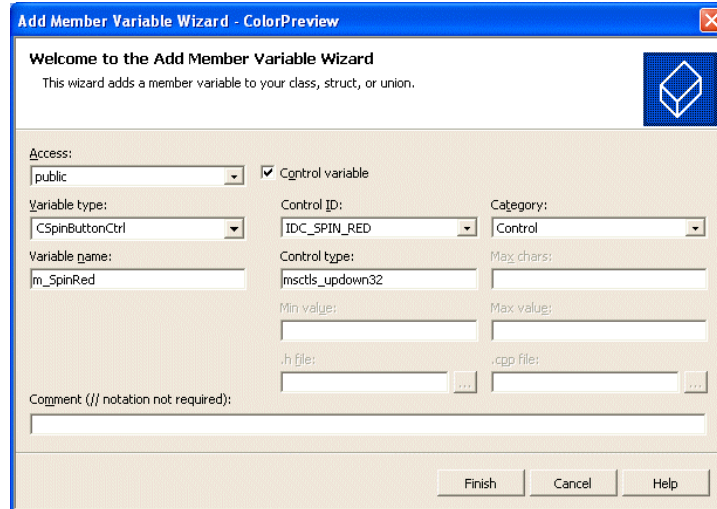 Add Member Variable Wizard - ColorPreview
Welcome to the Add Member Variable Wizard
This wizard adds a member variable to your class, struct, or union.
Access:
public
Control variable
Variable type:
Control ID:
Category:
CSpinButtonCtrl
IDC_SPIN_RED
Control
Variable name:
Control type:
Max chars:
m_SpinRed
msctls_updown32
Min value:
Max value:
.h file:
.cpp file:
...
...
Comment (// notation not required):
Finish
Cancel
Help